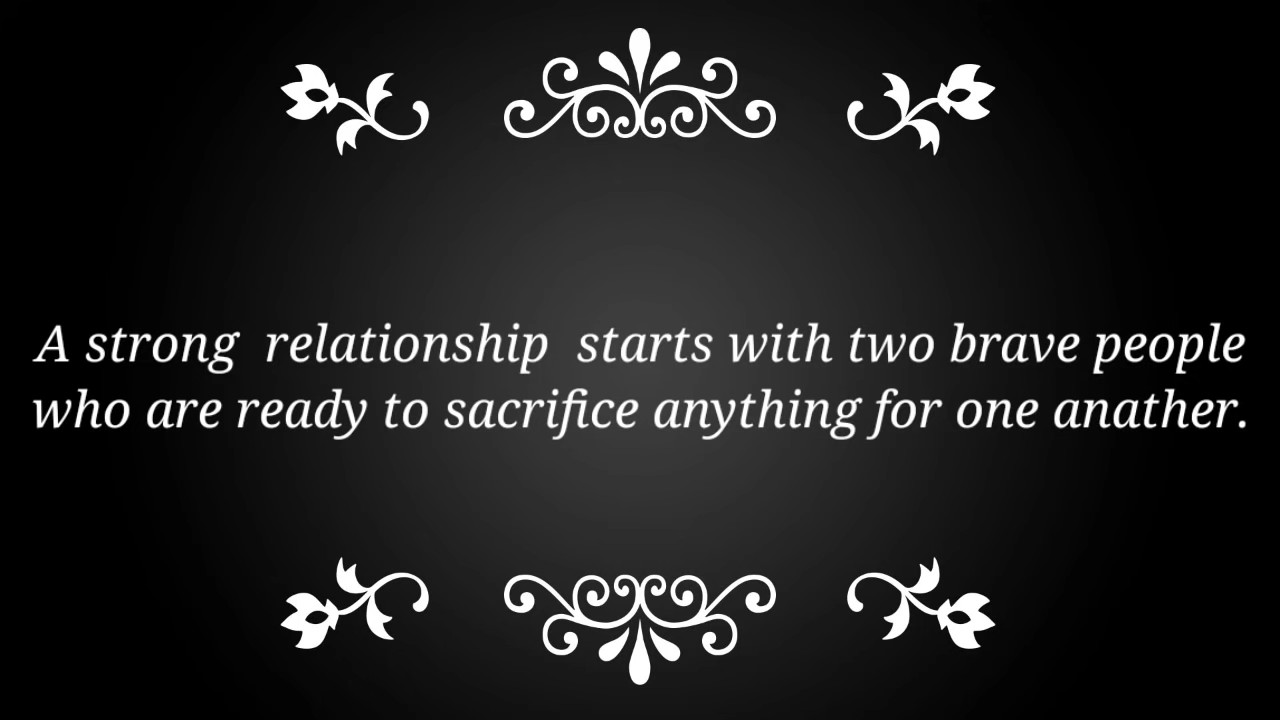 A strong  relationship  starts with two brave people
who are ready to sacrifice anything for one anather.